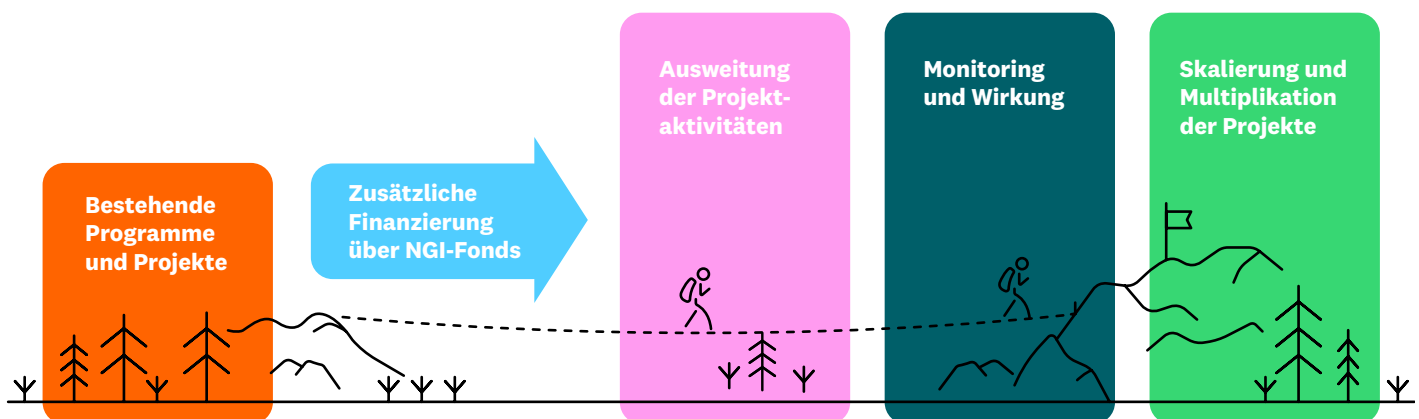 Bestehende
Programme
und Projekte
Zusätzliche
Finanzierung
über NGI-Fonds
Ausweitung
der Projekt-
aktivitäten
Monitoring
und Wirkung
Skalierung und
Multiplikation
der Projekte